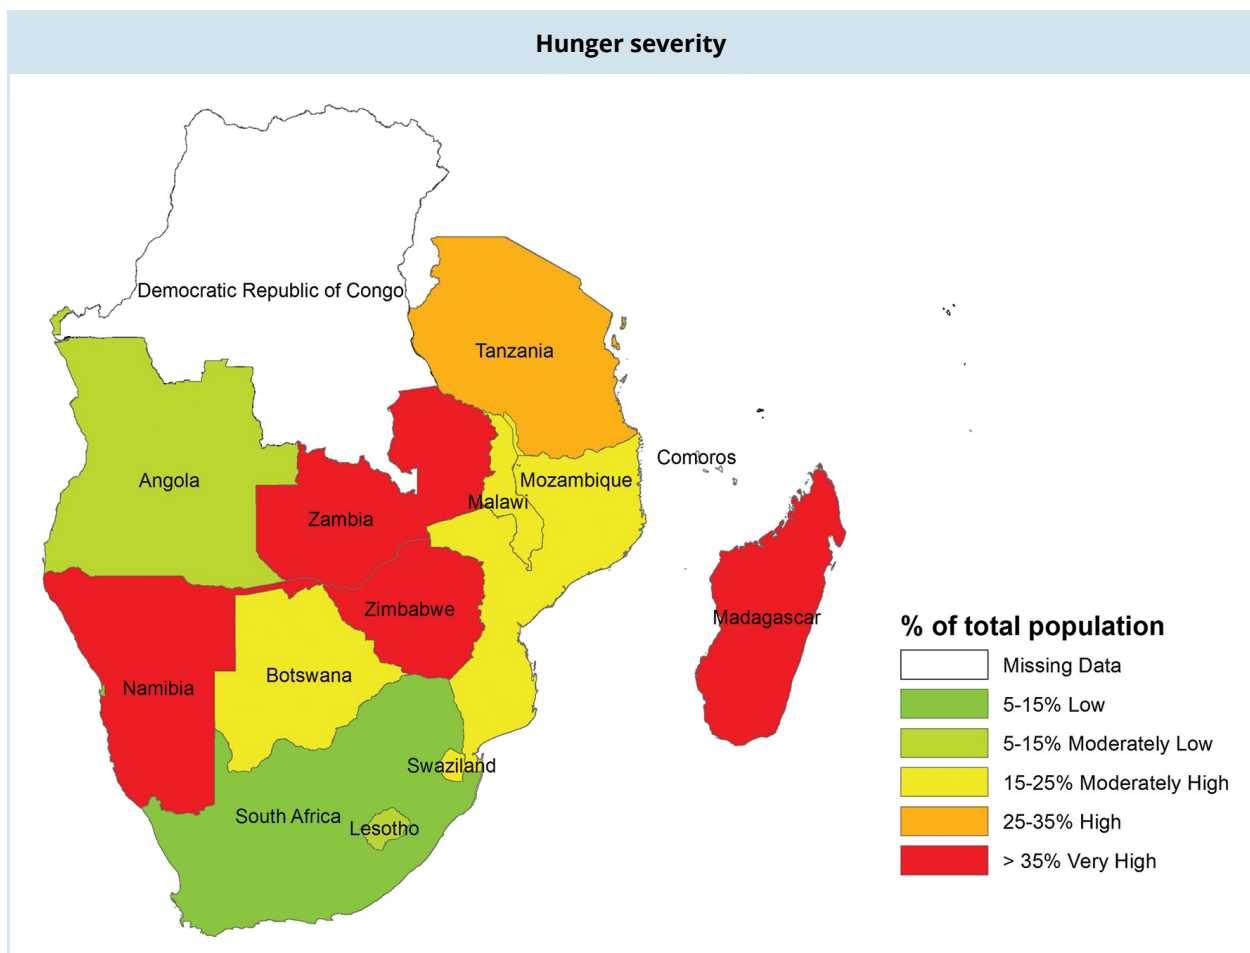 Hunger severity
Democratic Republic of Congo
Tanzania
Comoros
Angola
Mozambique
Malawi
Zambia
Zimbabwe
Madagascar
Botswana
Namibia
Swaziland
South Africa
Lesotho
% of total population
Missing Data
5-15% Low
5-15% Moderately Low
15-25% Moderately High
25-35% High
> 35% Very High